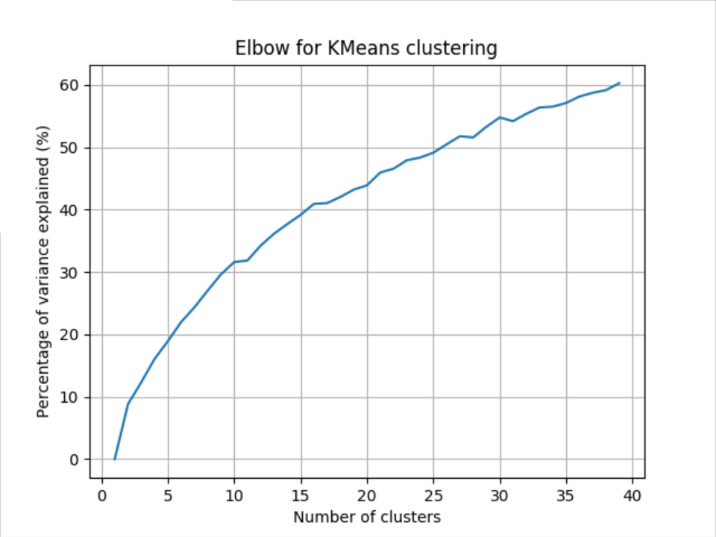 Elbow for KMeans clustering
Percentage of variance explained (%)
60
50
40
30
20
10
0
0 5 10 15 20 25 30 35 40
Number of clusters